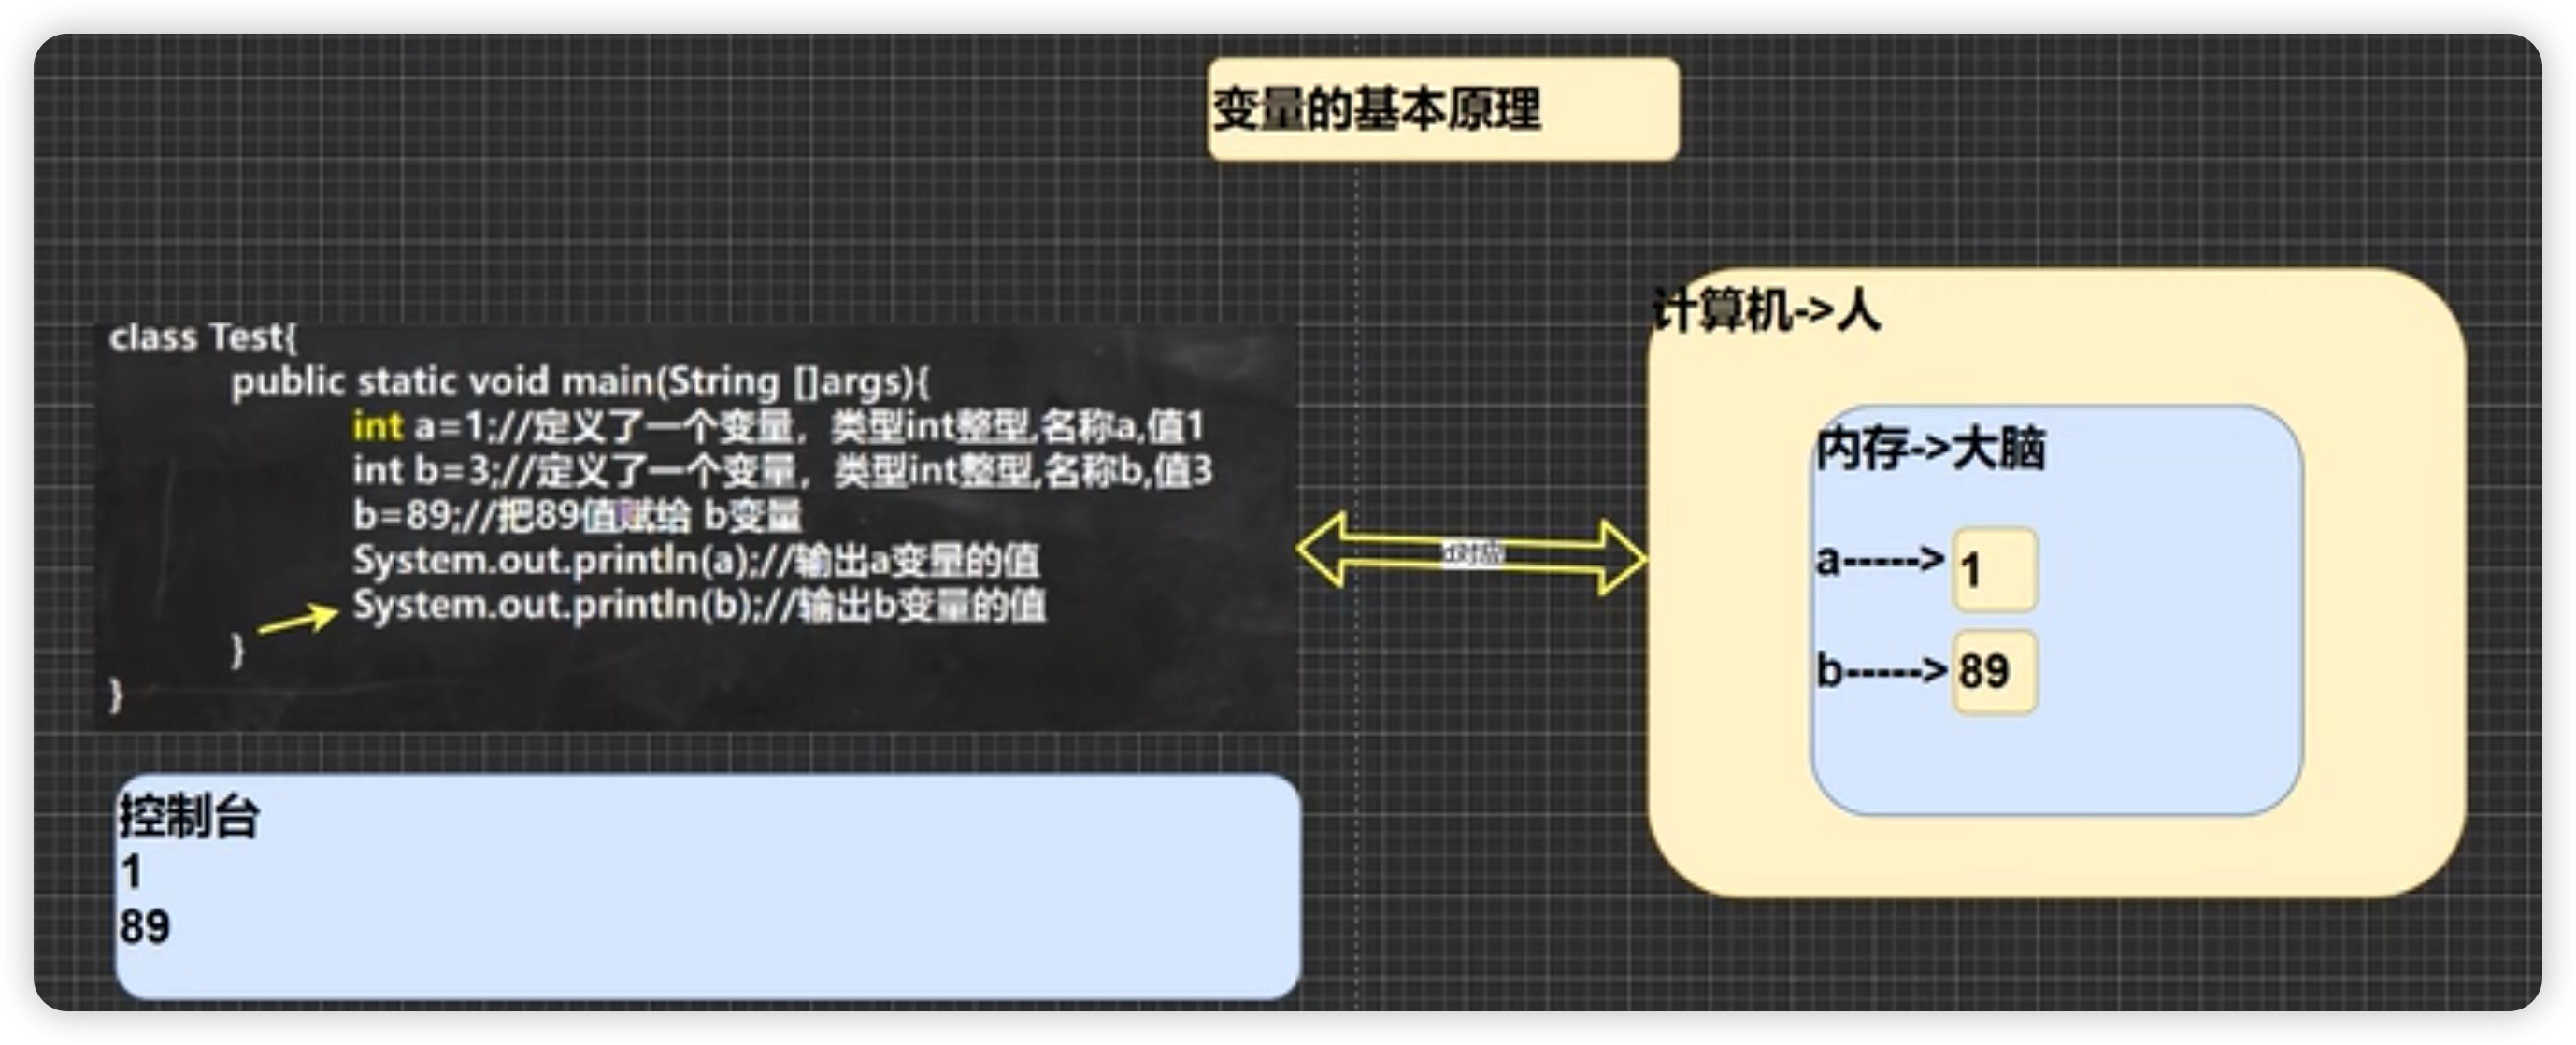 变量的基本原理
class Test{
public static void main(String []args){
int a=1;//定义了一个变量，类型int整型,名称a,值1
int b=3;//定义了一个变量，类型int整型,名称b,值3
b=89;//把89值赋给 b变量
System.out.println(a);//输出a变量的值
System.out.println(b);//输出b变量的值
}
}
d对应
计算机->人
内存->大脑
a----->1
b----->89
控制台
1
89